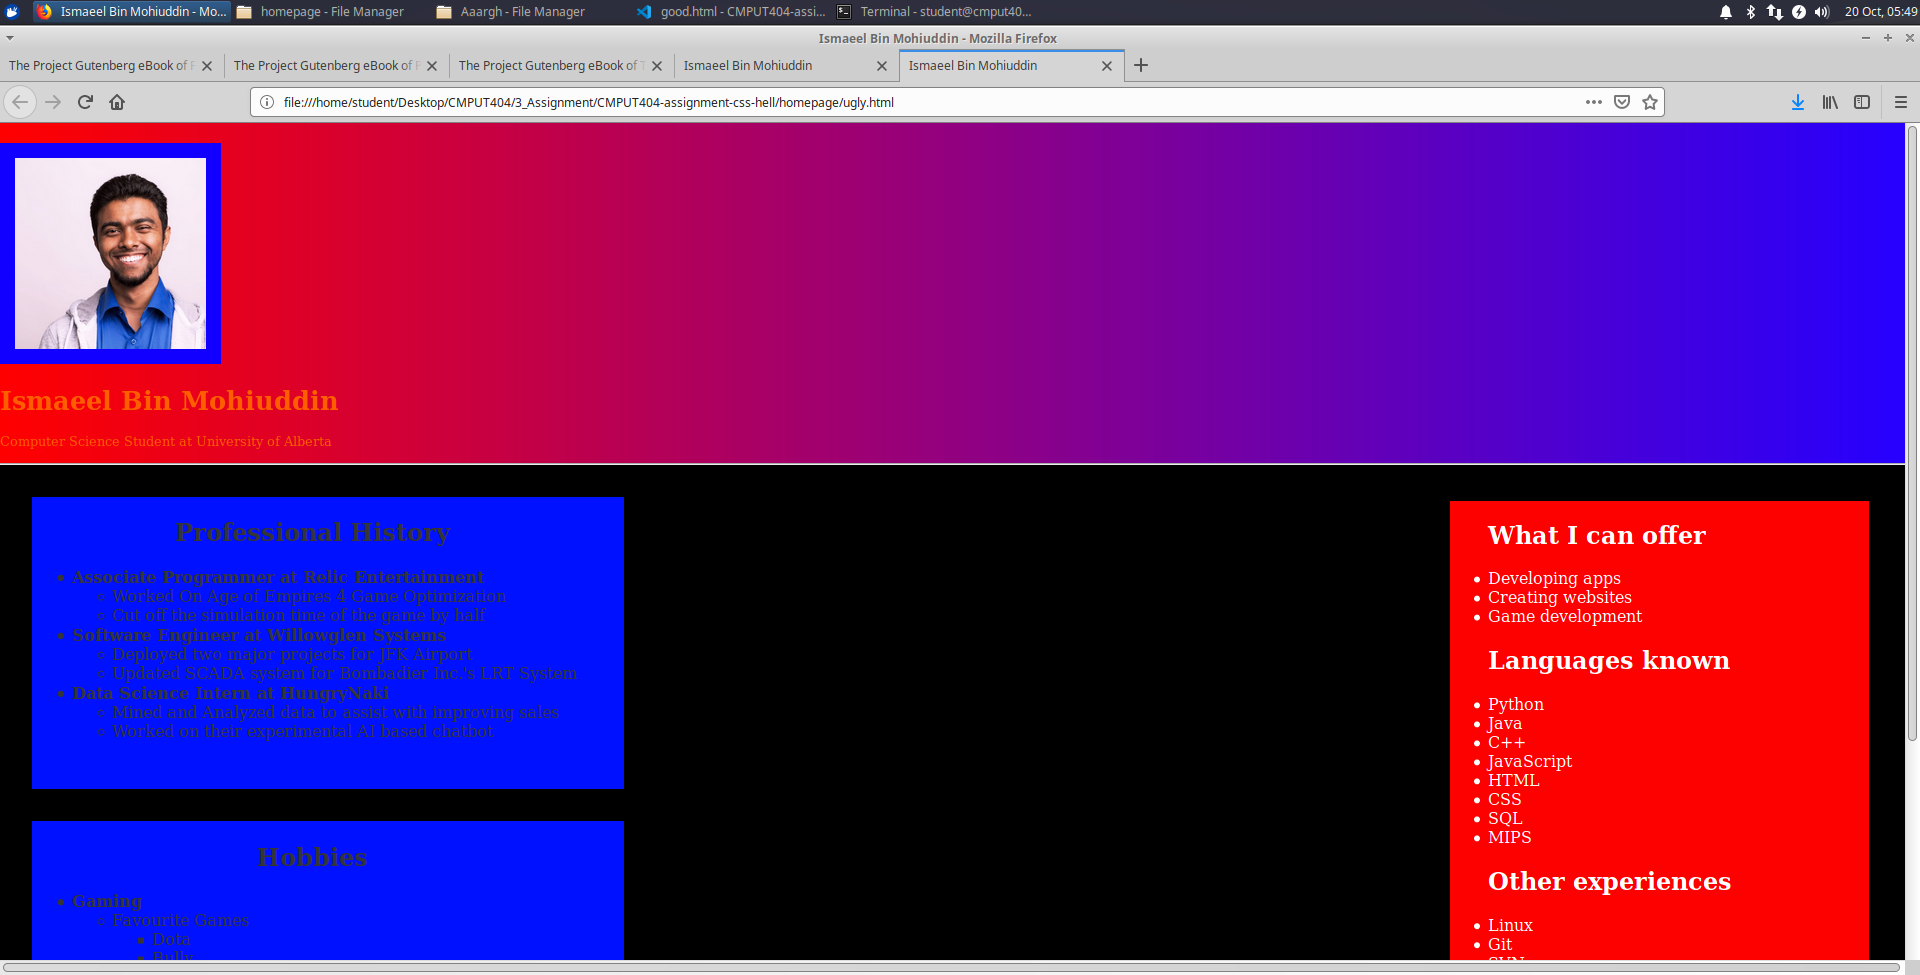 Ismaeel Bin Mohiuddin - Mo...
homepage - File Manager
Aaargh - File Manager
good.html - CMPUT404-assi...
Terminal - student@cmput40...
20 Oct, 05:49
Ismaeel Bin Mohiuddin - Mozilla Firefox
The Project Gutenberg eBook of
The Project Gutenberg eBook of
The Project Gutenberg eBook of
Ismaeel Bin Mohiuddin
Ismaeel Bin Mohiuddin
file:///home/student/Desktop/CMPUT404/3_Assignment/CMPUT404-assignment-css-hell/homepage/ugly.html
Ismaeel Bin Mohiuddin
Computer Science Student at University of Alberta
Professional History
Associate Programmer at Relic Entertainment
Worked On Age of Empires 4 Game Optimization
Cut off the simulation time of the game by half
Software Engineer at Willowglen Systems
Deployed two major projects for JFK Airport
Updated SCADA system for Bombadier Inc.'s LRT System
Data Science Intern at HungryNaki
Mined and Analyzed data to assist with improving sales
Worked on their experimental AI based chatbot
Hobbies
Gaming
Favourite Games
Dota
Bully
What I can offer
Developing apps
Creating websites
Game development
Languages known
Python
Java
C++
JavaScript
HTML
CSS
SQL
MIPS
Other experiences
Linux
Git
SVN